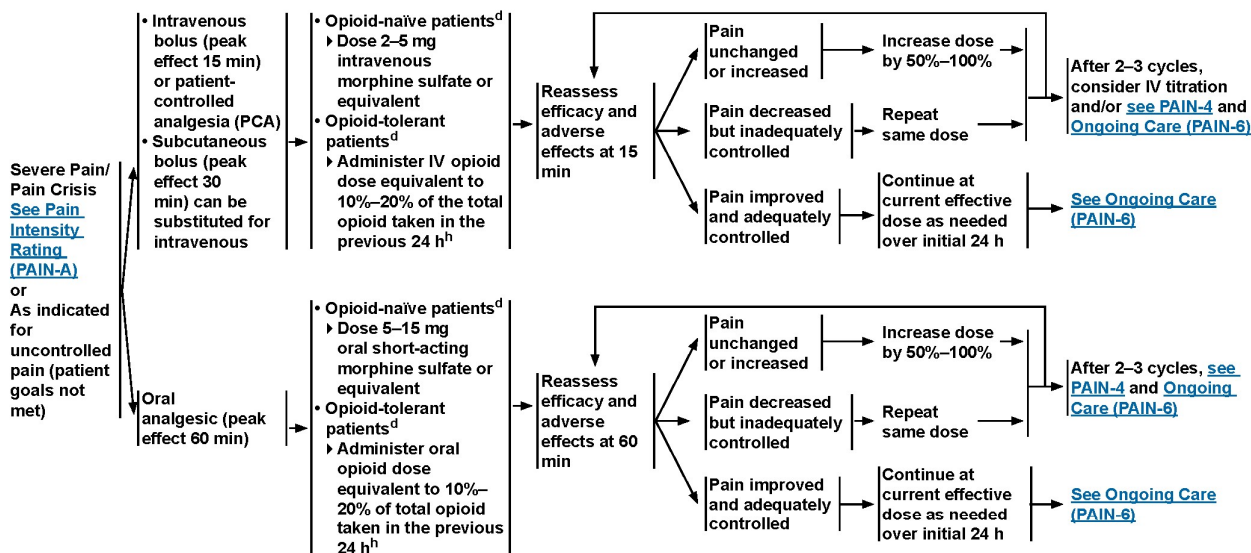 Severe Pain/
Pain Crisis
See Pain
Intensity
Rating
(PAIN-A)
or
As indicated
for
uncontrolled
pain (patient
goals not
met)
• Intravenous
bolus (peak
effect 15 min)
or patient-
controlled
analgesia (PCA)
• Subcutaneous
bolus (peak
effect 30
min) can be
substituted for
intravenous
• Opioid-naïve patientsd
Dose 2–5 mg
intravenous
morphine sulfate or
equivalent
• Opioid-tolerant
patientsd
Administer IV opioid
dose equivalent to
10%–20% of the total
opioid taken in the
previous 24 hh
Reassess
efficacy and
adverse
effects at 15
min
Pain
unchanged
or increased
Increase dose
by 50%–100%
Pain decreased
but inadequately
controlled
Repeat
same dose
After 2–3 cycles,
consider IV titration
and/or see PAIN-4 and
Ongoing Care (PAIN-6)
Pain improved
and adequately
controlled
Continue at
current effective
dose as needed
over initial 24 h
See Ongoing Care
(PAIN-6)
Oral
analgesic (peak
effect 60 min)
• Opioid-naïve patientsd
Dose 5–15 mg
oral short-acting
morphine sulfate
or equivalent
• Opioid-tolerant
patientsd
Administer oral
opioid dose
equivalent to 10%–
20% of total opioid
taken in the previous
24 hh
Reassess
efficacy and
adverse
effects at 60
min
Pain
unchanged
or increased
Increase dose
by 50%–100%
Pain decreased
but inadequately
controlled
Repeat
same dose
After 2–3 cycles, see
PAIN-4 and Ongoing
Care (PAIN-6)
Pain improved
and adequately
controlled
Continue at
current effective
dose as needed
over initial 24 h
See Ongoing Care
(PAIN-6)